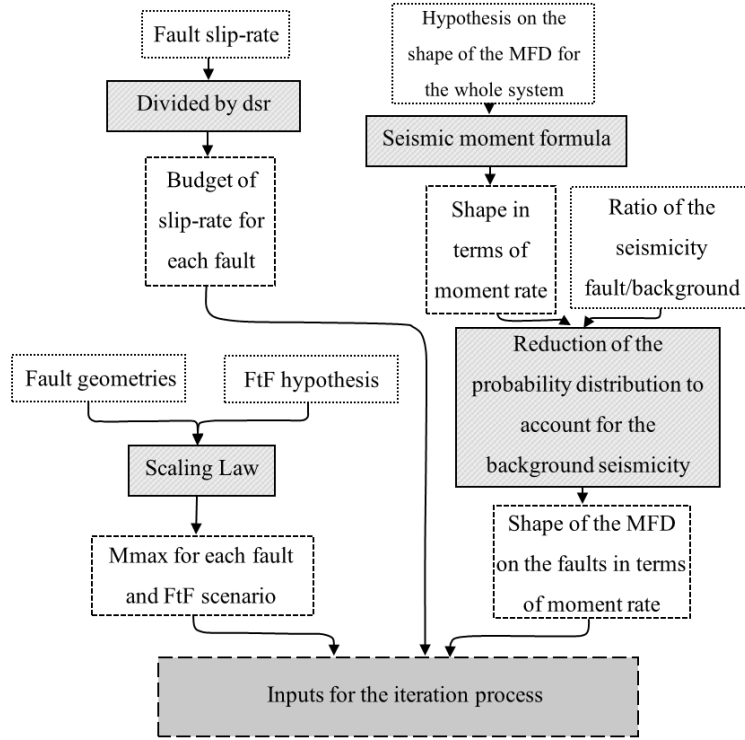 Fault slip-rate
Divided by dsr
Budget of
slip-rate for
each fault
Hypothesis on the
shape of the MFD for
the whole system
Seismic moment formula
Shape in
terms of
moment rate
Ratio of the
seismicity
fault/background
Reduction of the
probability distribution to
account for the
background seismicity
Fault geometries
FtF hypothesis
Scaling Law
Mmax for each fault
and FtF scenario
Shape of the MFD
on the faults in terms
of moment rate
Inputs for the iteration process